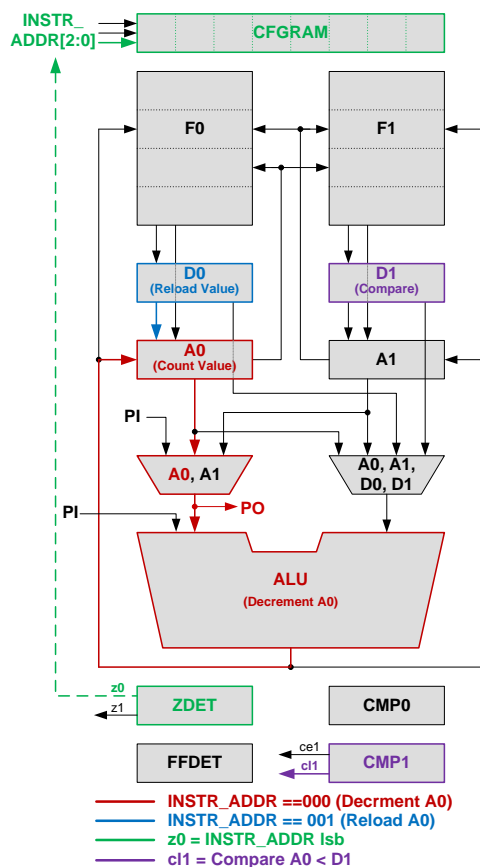 INSTR_
ADDR[2:0]
CFGRAM
F0
F1
D0
(Reload Value)
D1
(Compare)
A0
(Count Value)
A1
PI
A0, A1
A0, A1,
D0, D1
PI
PO
ALU
(Decrement A0)
z0
z1
ZDET
CMP0
FFDET
ce1
cl1
CMP1
INSTR_ADDR ==000 (Decrment A0)
INSTR_ADDR == 001 (Reload A0)
z0 = INSTR_ADDR lsb
cl1 = Compare A0 < D1